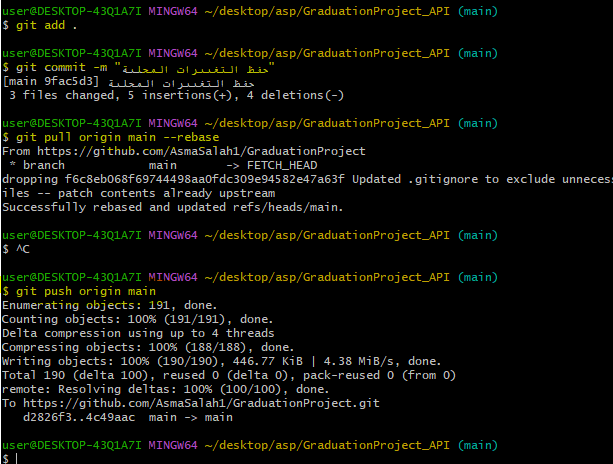 user@DESKTOP-43Q1A7I MINGW64 ~/desktop/asp/GraduationProject_API (main)
$ git add .
user@DESKTOP-43Q1A7I MINGW64 ~/desktop/asp/GraduationProject_API (main)
$ git commit -m "حفظ التغييرات المحلية"
[main 9fac5d3] حفظ التغييرات المحلية
3 files changed, 5 insertions(+), 4 deletions(-)
user@DESKTOP-43Q1A7I MINGW64 ~/desktop/asp/GraduationProject_API (main)
$ git pull origin main --rebase
From https://github.com/AsmaSalah1/GraduationProject
* branch            main       -> FETCH_HEAD
dropping f6c8eb068f69744498aa0fdc309e94582e47a63f Updated .gitignore to exclude unnecess
iles -- patch contents already upstream
Successfully rebased and updated refs/heads/main.
user@DESKTOP-43Q1A7I MINGW64 ~/desktop/asp/GraduationProject_API (main)
$ ^C
user@DESKTOP-43Q1A7I MINGW64 ~/desktop/asp/GraduationProject_API (main)
$ git push origin main
Enumerating objects: 191, done.
Counting objects: 100% (191/191), done.
Delta compression using up to 4 threads
Compressing objects: 100% (188/188), done.
Writing objects: 100% (190/190), 446.77 KiB | 4.38 MiB/s, done.
Total 190 (delta 100), reused 0 (delta 0), pack-reused 0 (from 0)
remote: Resolving deltas: 100% (100/100), done.
To https://github.com/AsmaSalah1/GraduationProject.git
d2826f3..4c49aac  main -> main
user@DESKTOP-43Q1A7I MINGW64 ~/desktop/asp/GraduationProject_API (main)
$